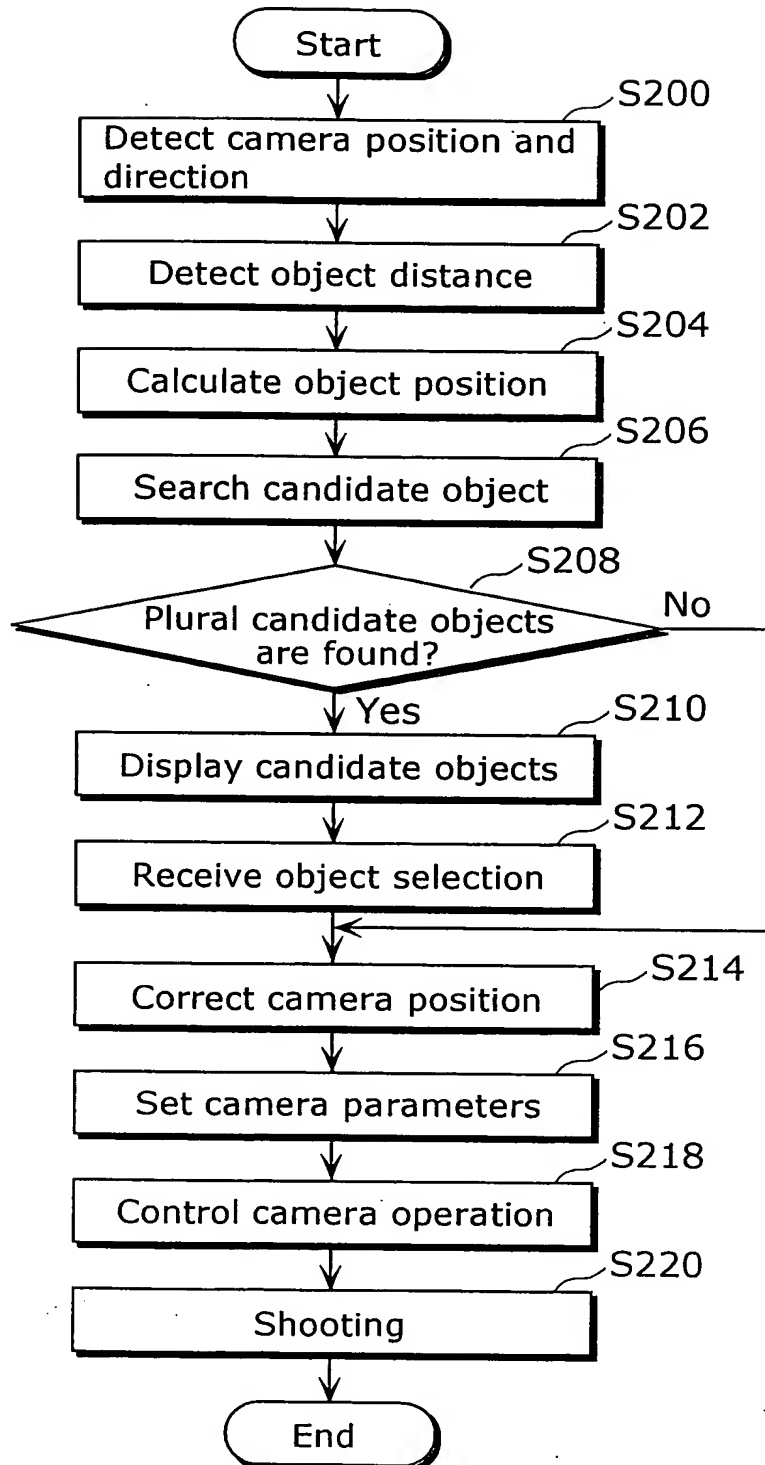 Start
S200
Detect camera position and
direction
S202
Detect object distance
S204
Calculate object position
S206
Search candidate object
S208
Plural candidate objects
are found?
No
Yes
S210
Display candidate objects
S212
Receive object selection
S214
Correct camera position
S216
Set camera parameters
S218
Control camera operation
S220
Shooting
End